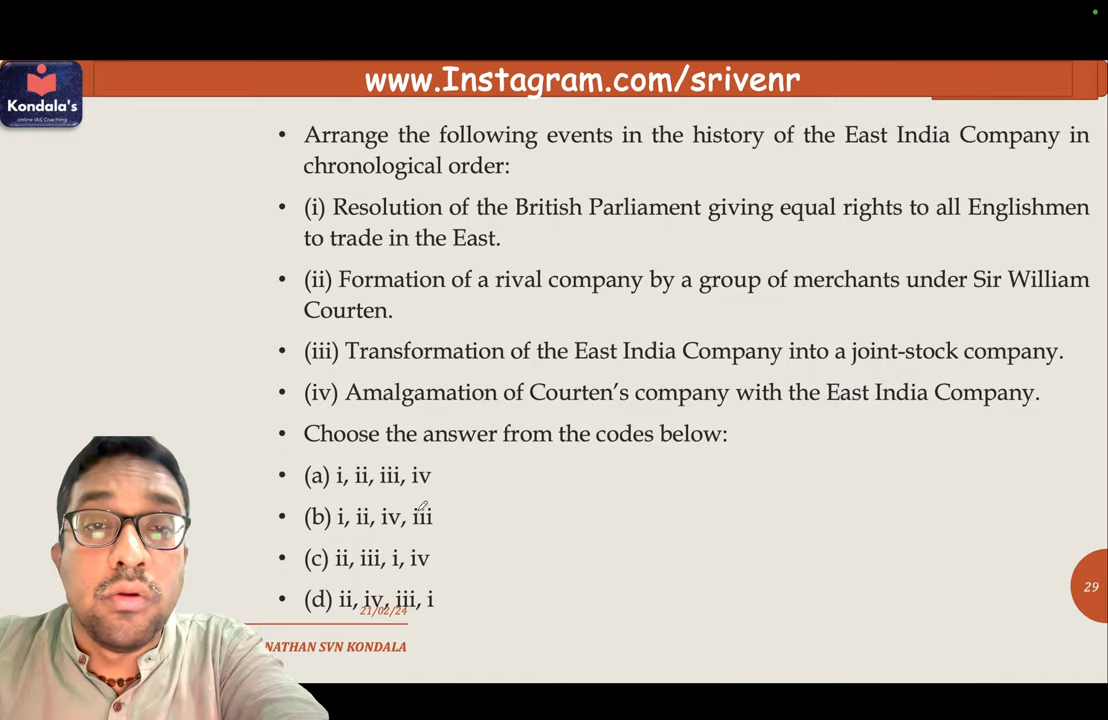 www.Instagram.com/srivenr
Kondala's
online IAS Coaching
• Arrange the following events in the history of the East India Company in
chronological order:
• (i) Resolution of the British Parliament giving equal rights to all Englishmen
to trade in the East.
• (ii) Formation of a rival company by a group of merchants under Sir William
Courten.
• (iii) Transformation of the East India Company into a joint-stock company.
• (iv) Amalgamation of Courten's company with the East India Company.
• Choose the answer from the codes below:
• (a) i, ii, iii, iv
• (b) i, ii, iv, iii
• (c) ii, iii, i, iv
• (d) ii, iv, iii, i
21/02/24
29
NATHAN SVN KONDALA